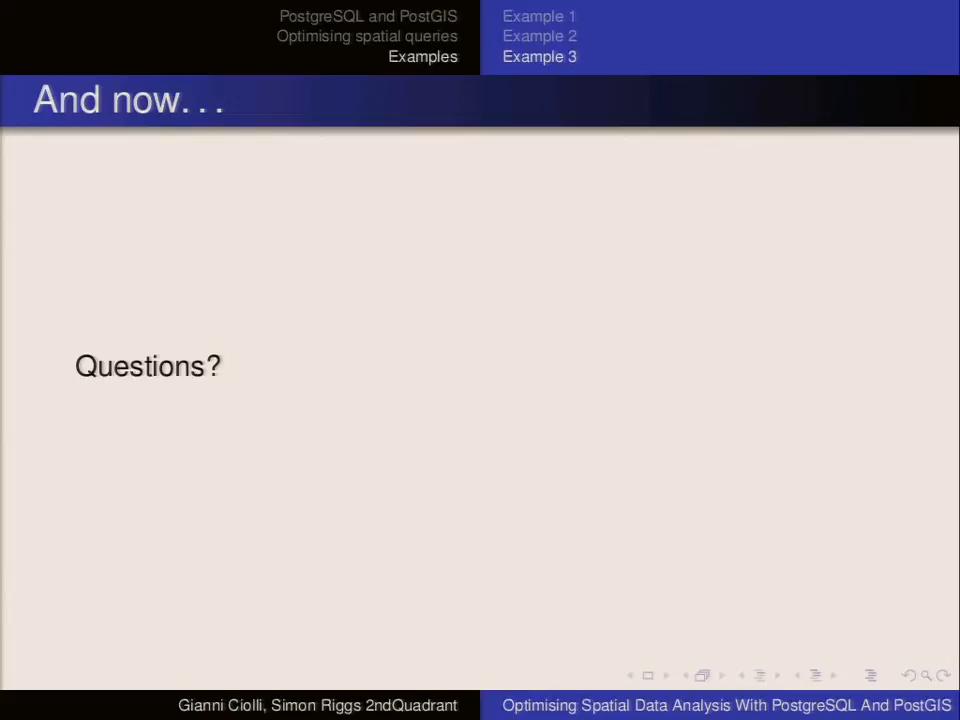 PostgreSQL and PostGIS
Optimising spatial queries
Examples
Example 1
Example 2
Example 3
And now. . .
Questions?
Gianni Ciolli, Simon Riggs 2ndQuadrant
Optimising Spatial Data Analysis With PostgreSQL And PostGIS